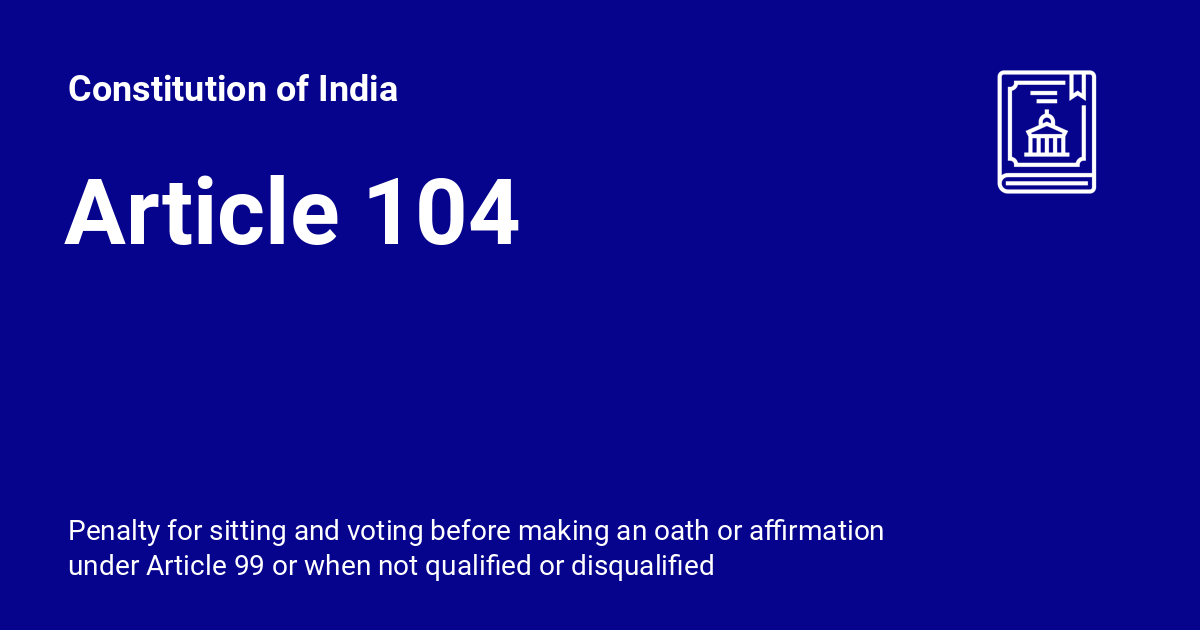 Constitution of India
Article 104
Penalty for sitting and voting before making an oath or affirmation
under Article 99 or when not qualified or disqualified